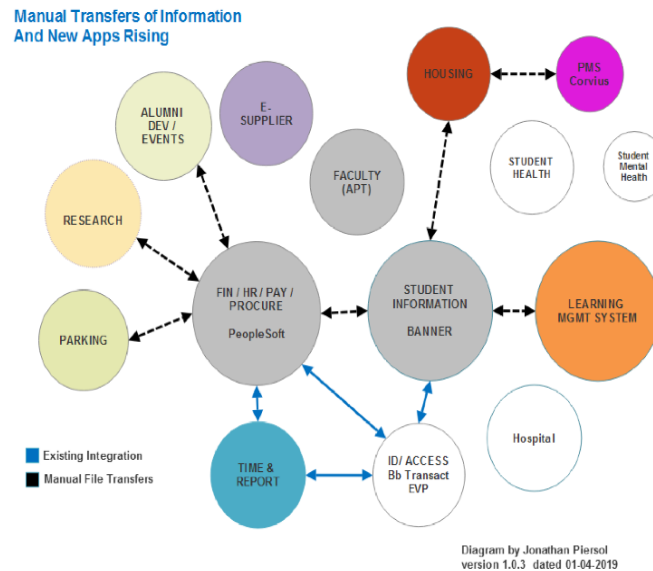 Manual Transfers of Information
And New Apps Rising
HOUSING
PMS
Corvius
ALUMNI
DEV /
EVENTS
E-
SUPPLIER
FACULTY
(APT)
STUDENT
HEALTH
Student
Mental
Health
RESEARCH
FIN / HR / PAY /
PROCURE
PeopleSoft
STUDENT
INFORMATION
BANNER
LEARNING
MGMT SYSTEM
PARKING
Hospital
Existing Integration
Manual File Transfers
TIME &
REPORT
ID/ ACCESS
Bb Transact
EVP
Diagram by Jonathan Piersol
version 1.0.3 dated 01-04-2019